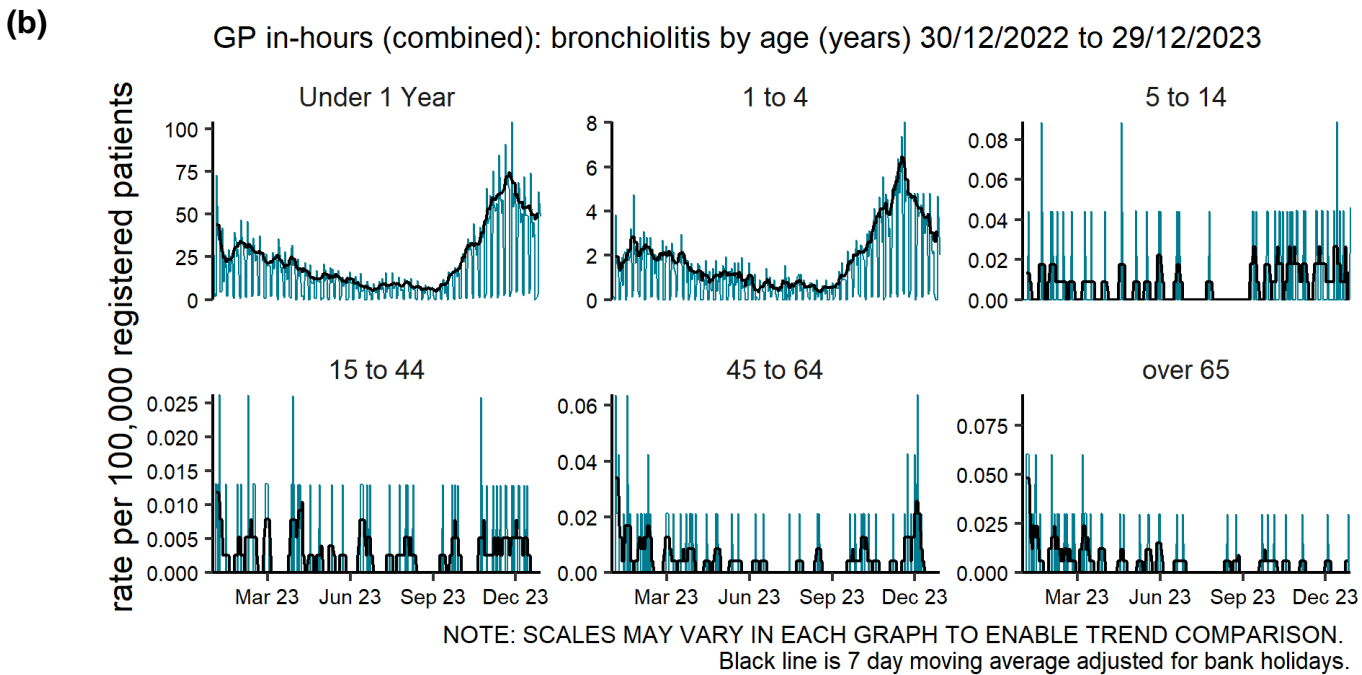 (b)
GP in-hours (combined): bronchiolitis by age (years) 30/12/2022 to 29/12/2023
rate per 100,000 registered patients
Under 1 Year
100
75
50
25
0
1 to 4
8
6
4
2
0
5 to 14
0.08
0.06
0.04
0.02
0.00
15 to 44
0.025
0.020
0.015
0.010
0.005
0.000
Mar 23 Jun 23 Sep 23 Dec 23
45 to 64
0.06
0.04
0.02
0.00
Mar 23 Jun 23 Sep 23 Dec 23
over 65
0.075
0.050
0.025
0.000
Mar 23 Jun 23 Sep 23 Dec 23
NOTE: SCALES MAY VARY IN EACH GRAPH TO ENABLE TREND COMPARISON.
Black line is 7 day moving average adjusted for bank holidays.